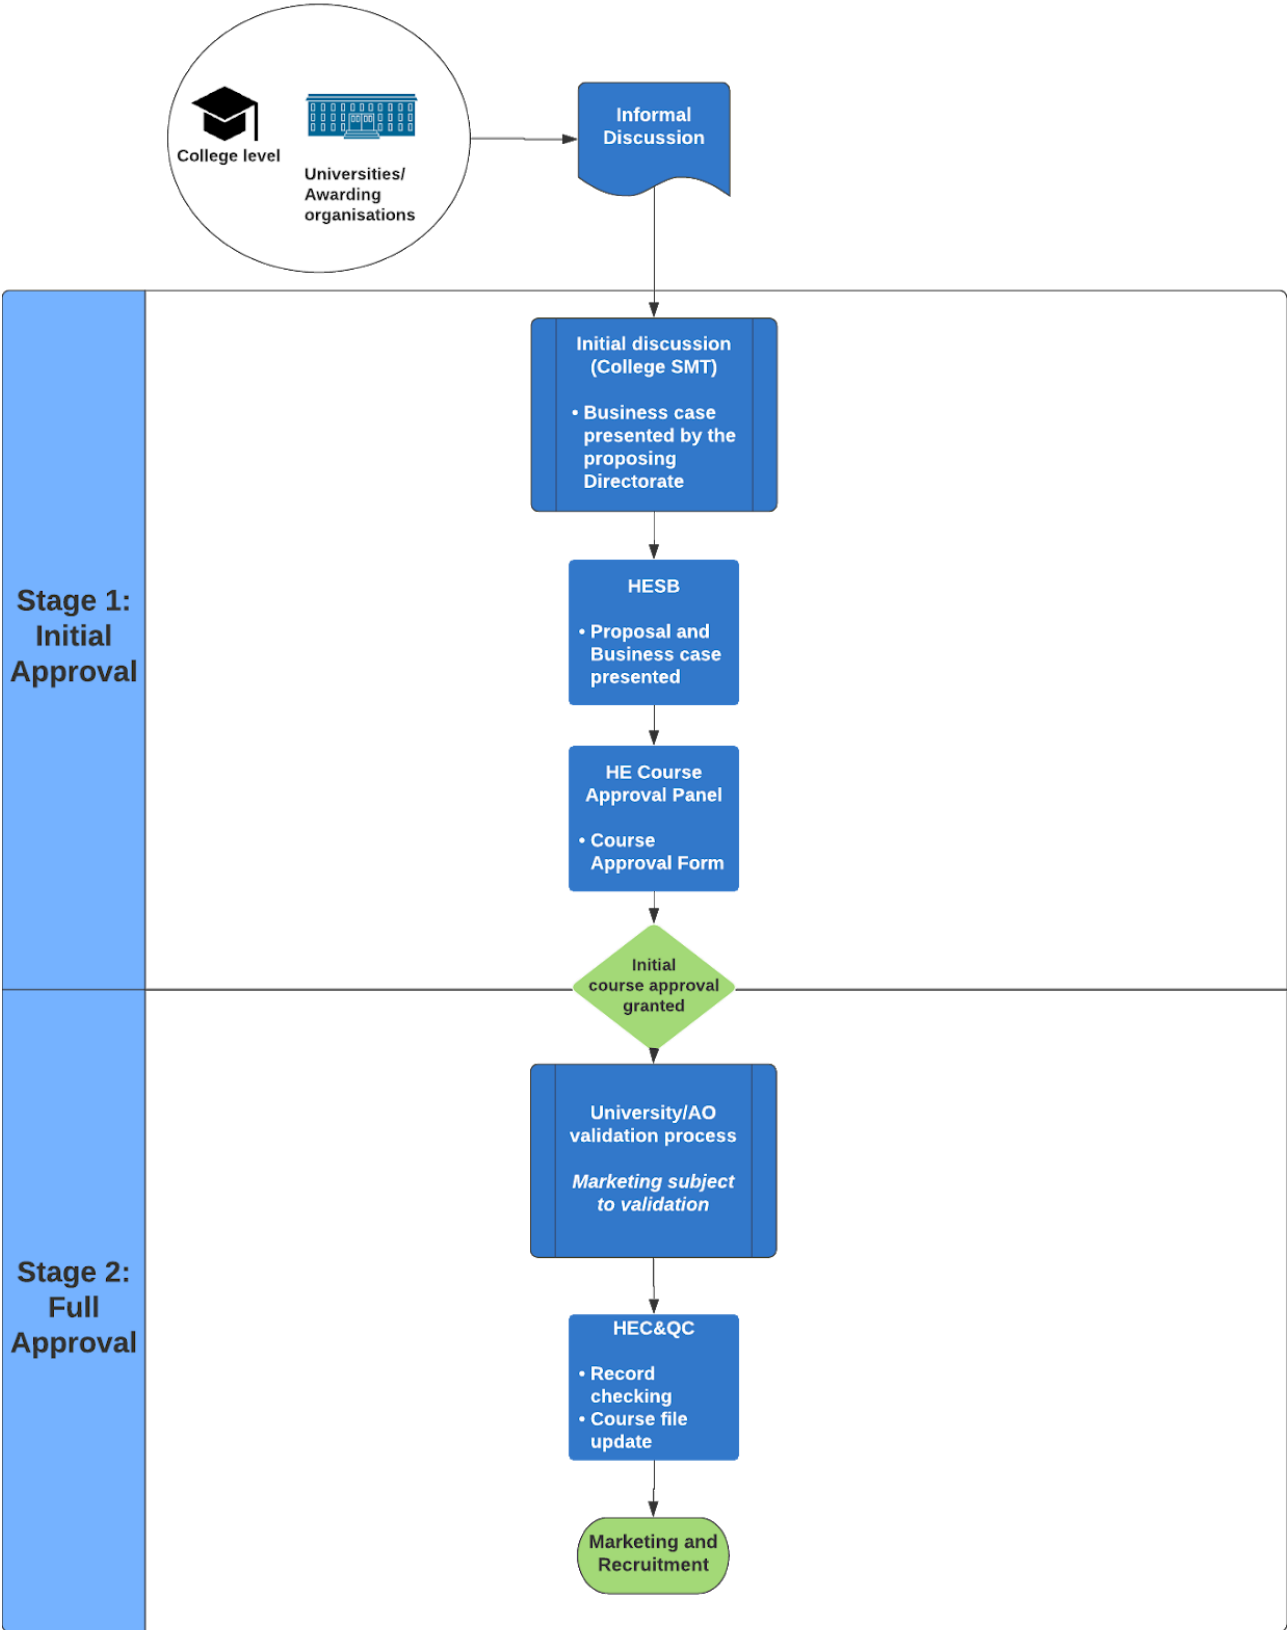 College level
Universities/
Awarding
organisations
Informal
Discussion
Stage 1:
Initial
Approval
Initial discussion
(College SMT)
• Business case
presented by the
proposing
Directorate
HESB
• Proposal and
Business case
presented
HE Course
Approval Panel
• Course
Approval Form
Initial
course approval
granted
Stage 2:
Full
Approval
University/AO
validation process
Marketing subject
to validation
HEC&QC
• Record
checking
• Course file
update
Marketing and
Recruitment